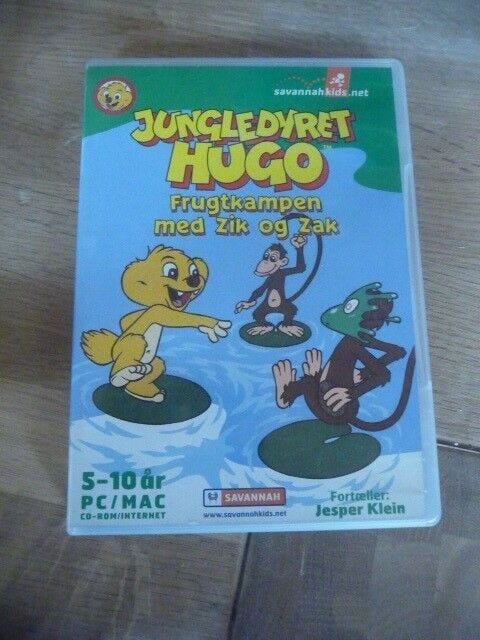 savannahkids.net
JUNGLEDYRET
HUGO™
Frugtkampen
med Zik og Zak
5-10 år
PC/MAC
CD-ROM/INTERNET
SAVANNAH
www.savannahkids.net
Fortæller:
Jesper Klein